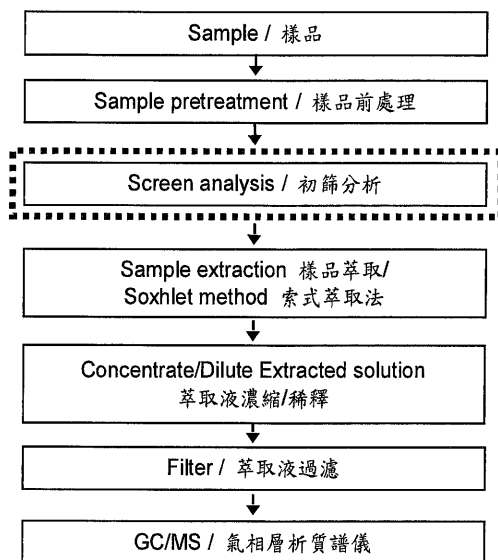 Sample / 樣品
Sample pretreatment / 樣品前處理
Screen analysis / 初篩分析
Sample extraction 樣品萃取/
Soxhlet method 索式萃取法
Concentrate/Dilute Extracted solution
萃取液濃縮/稀釋
Filter / 萃取液過濾
GC/MS / 氣相層析質譜儀